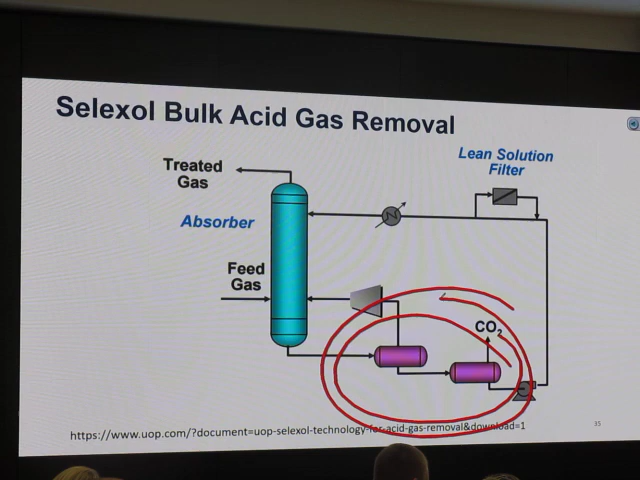 Selexol Bulk Acid Gas Removal
Lean Solution
Filter
Treated
Gas
Absorber
Feed
Gas
CO2
https://www.uop.com/?document=uop-selexol-technology-for-acid-gas-removal&download=1
35